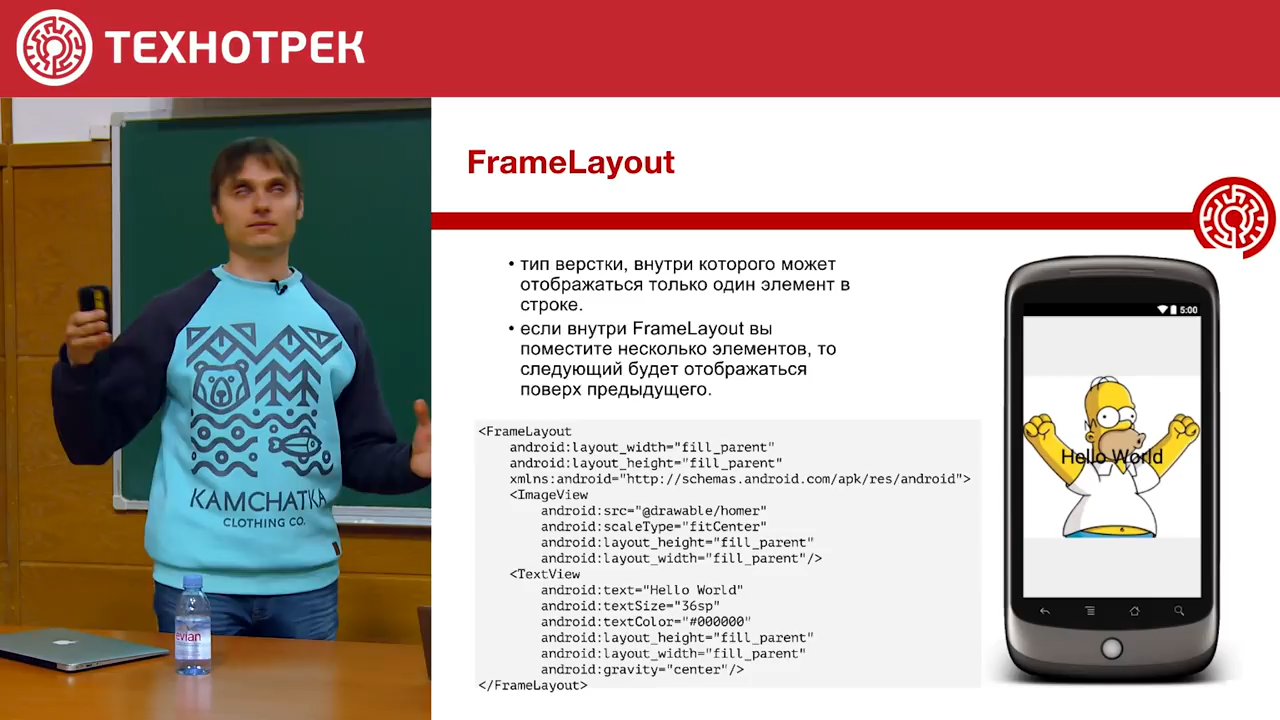 ТЕХНОТРЕК
FrameLayout
• тип верстки, внутри которого может
отображаться только один элемент в
строке.
• если внутри FrameLayout вы
поместите несколько элементов, то
следующий будет отображаться
поверх предыдущего.
<FrameLayout
android:layout_width="fill_parent"
android:layout_height="fill_parent"
xmlns:android="http://schemas.android.com/apk/res/android">
<ImageView
android:src="@drawable/homer"
android:scaleType="fitCenter"
android:layout_height="fill_parent"
android:layout_width="fill_parent"/>
<TextView
android:text="Hello World"
android:textSize="36sp"
android:textColor="#000000"
android:layout_height="fill_parent"
android:layout_width="fill_parent"
android:gravity="center"/>
</FrameLayout>
5:00
Hello World
KAMCHATKA
CLOTHING CO.
evian